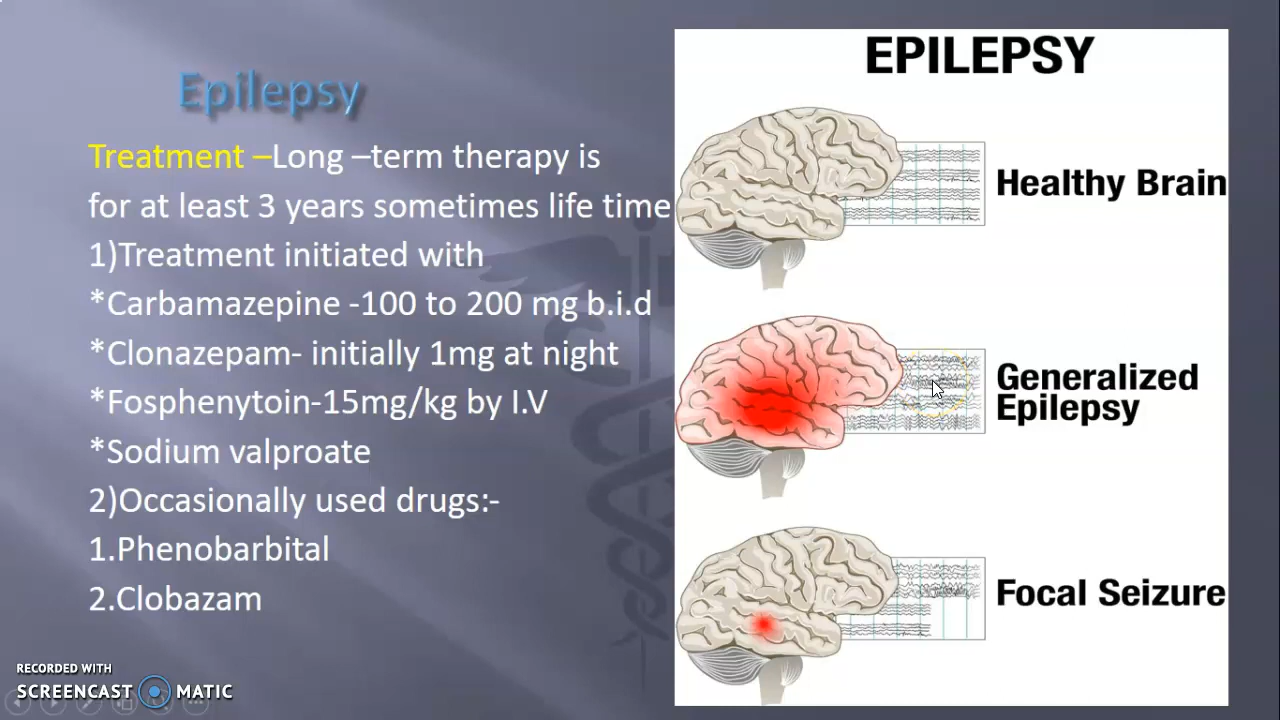 Epilepsy
Treatment –Long –term therapy is
for at least 3 years sometimes life time
1)Treatment initiated with
*Carbamazepine -100 to 200 mg b.i.d
*Clonazepam- initially 1mg at night
*Fosphenytoin-15mg/kg by I.V
*Sodium valproate
2)Occasionally used drugs:-
1.Phenobarbital
2.Clobazam
EPILEPSY
Healthy Brain
Generalized
Epilepsy
Focal Seizure
RECORDED WITH
SCREENCAST MATIC